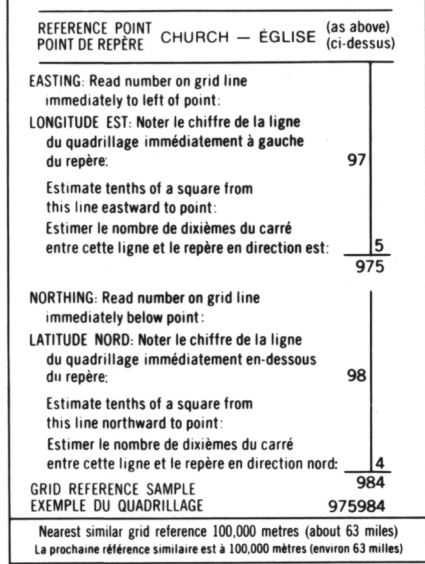 REFERENCE POINT
POINT DE REPÈRE CHURCH — ÉGLISE (as above)
(ci-dessus)
EASTING: Read number on grid line
immediately to left of point:
LONGITUDE EST: Noter le chiffre de la ligne
du quadrillage immédiatement à gauche
du repère: 97
Estimate tenths of a square from
this line eastward to point:
Estimer le nombre de dixièmes du carré
entre cette ligne et le repère en direction est: 5
975
NORTHING: Read number on grid line
immediately below point:
LATITUDE NORD: Noter le chiffre de la ligne
du quadrillage immédiatement en-dessous
du repère: 98
Estimate tenths of a square from
this line northward to point:
Estimer le nombre de dixièmes du carré
entre cette ligne et le repère en direction nord: 4
GRID REFERENCE SAMPLE 984
EXEMPLE DU QUADRILLAGE 975984
Nearest similar grid reference 100,000 metres (about 63 miles)
La prochaine référence similaire est à 100,000 mètres (environ 63 milles)